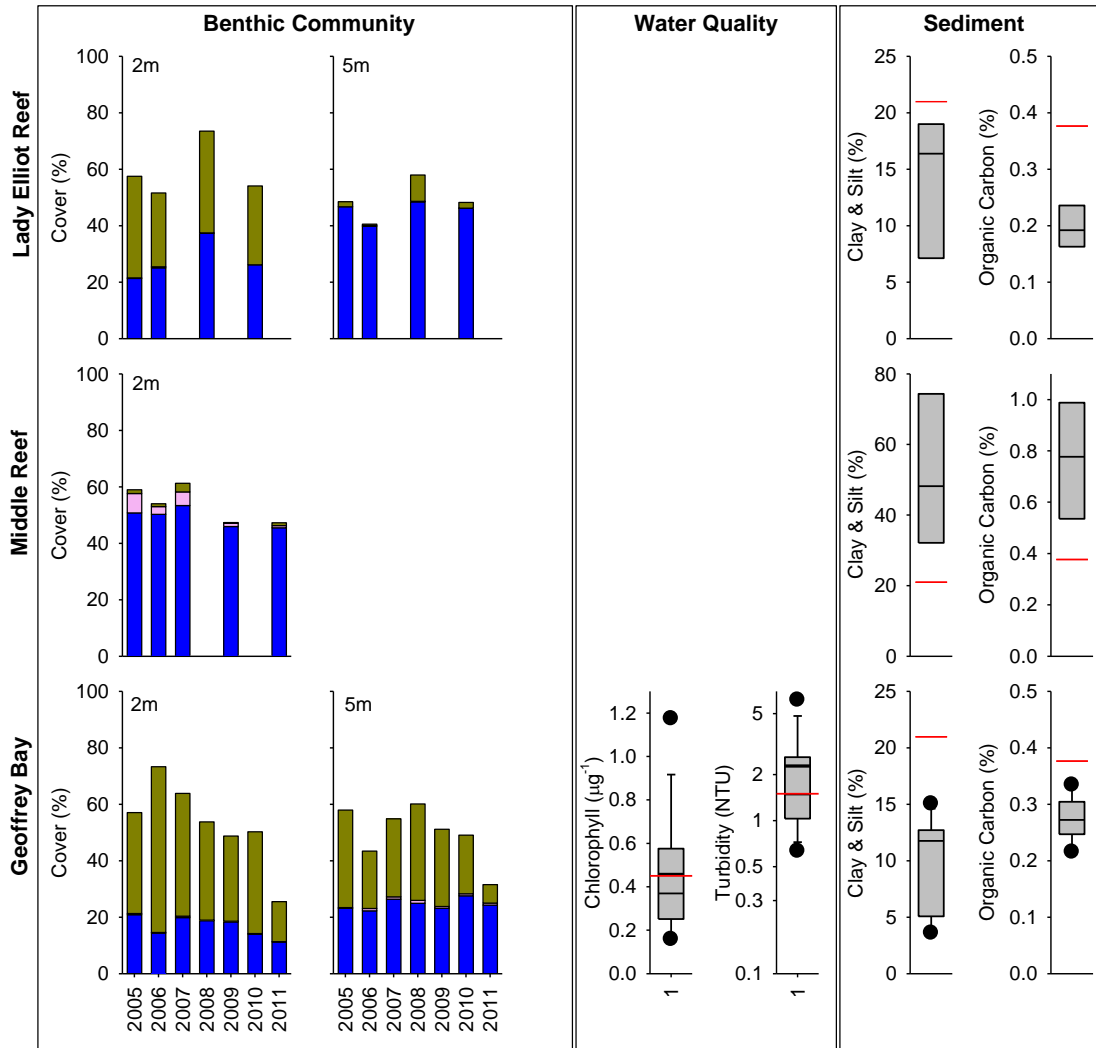 Benthic Community
Water Quality
Sediment
Lady Elliot Reef
Cover (%)
100
80
60
40
20
0
2m
5m
Clay & Silt (%)
25
20
15
10
5
0
Organic Carbon (%)
0.5
0.4
0.3
0.2
0.1
0.0
Middle Reef
Cover (%)
100
80
60
40
20
0
2m
Clay & Silt (%)
80
60
40
20
0
Organic Carbon (%)
1.0
0.8
0.6
0.4
0.2
0.0
Geoffrey Bay
Cover (%)
100
80
60
40
20
0
2m
2005 2006 2007 2008 2009 2010 2011
5m
2005 2006 2007 2008 2009 2010 2011
Chlorophyll (µg⁻¹)
1.2
1.0
0.8
0.6
0.4
0.2
0.0
1
Turbidity (NTU)
5
2
1
0.5
0.3
0.1
1
Clay & Silt (%)
25
20
15
10
5
0
Organic Carbon (%)
0.5
0.4
0.3
0.2
0.1
0.0